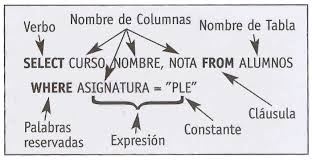 Nombre de Columnas
Verbo
Nombre de Tabla
SELECT CURSO, NOMBRE, NOTA FROM ALUMNOS
WHERE ASIGNATURA = "PLE"
Cláusula
Palabras
reservadas
Expresión
Constante